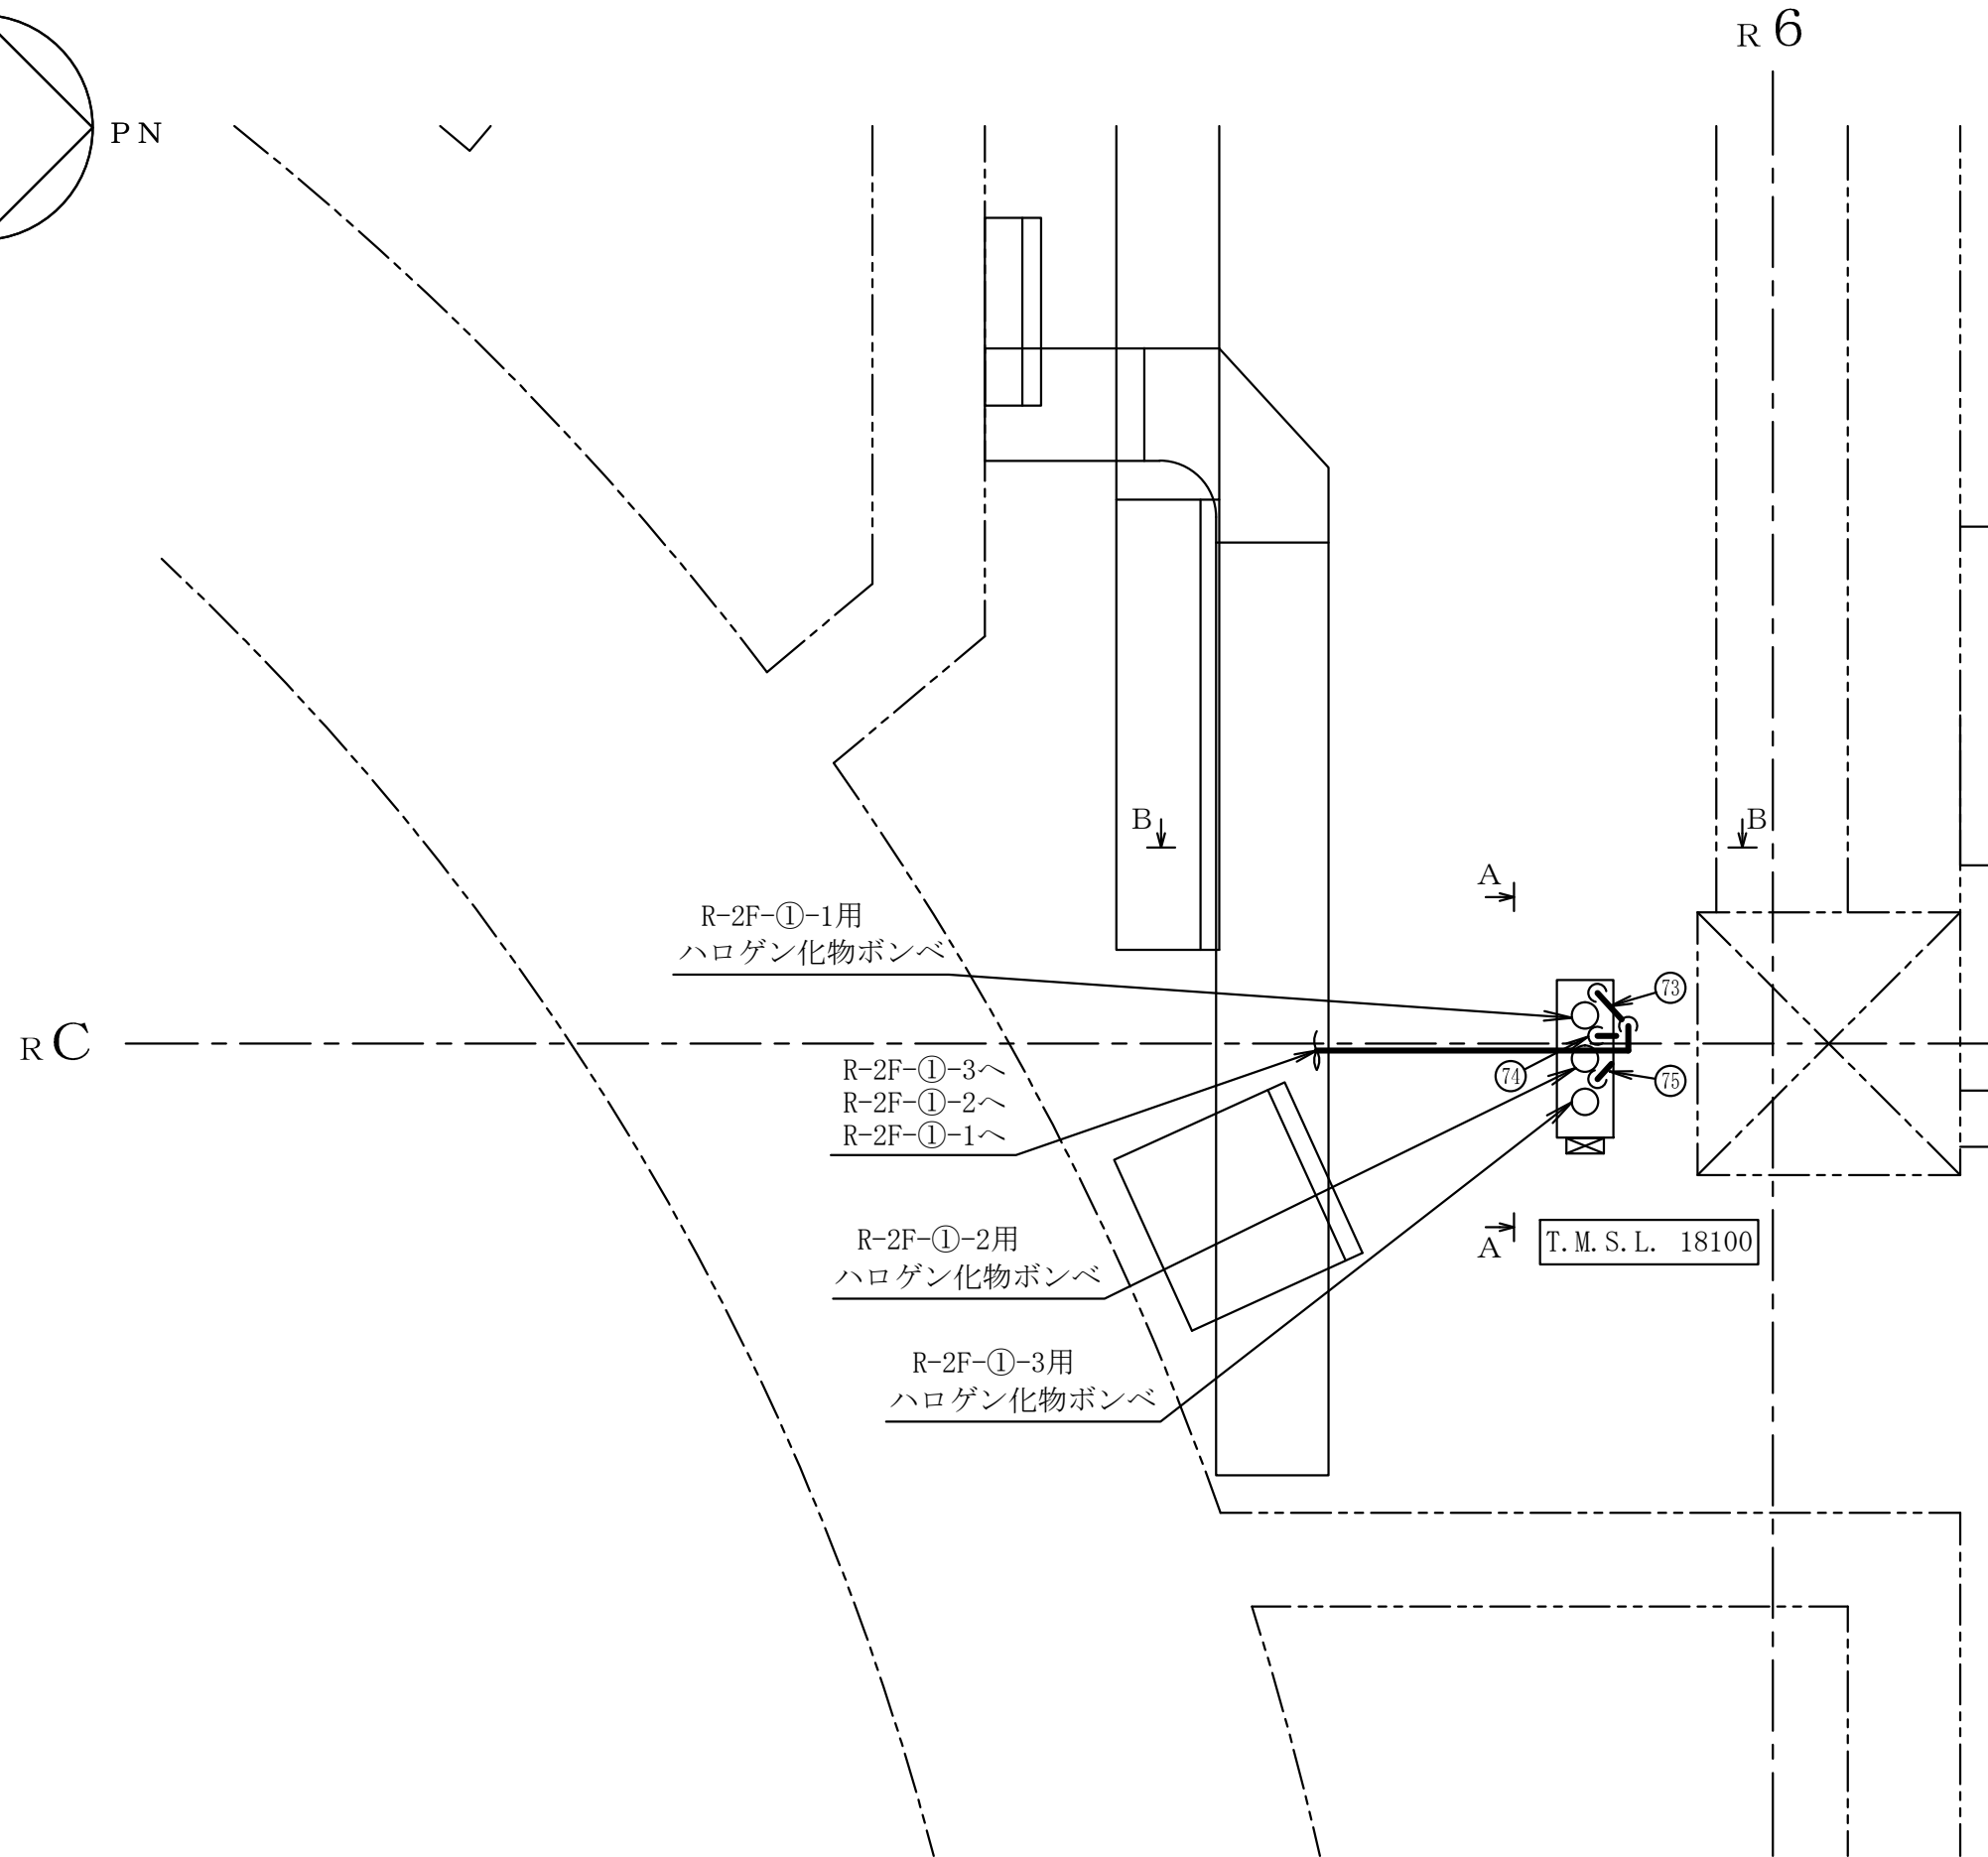 R6
PN
B
B
A
R-2F-①-1用
ハロゲン化物ボンベ
73
RC
R-2F-①-3へ
R-2F-①-2へ
R-2F-①-1へ
74
75
R-2F-①-2用
ハロゲン化物ボンベ
A
T.M.S.L. 18100
R-2F-①-3用
ハロゲン化物ボンベ